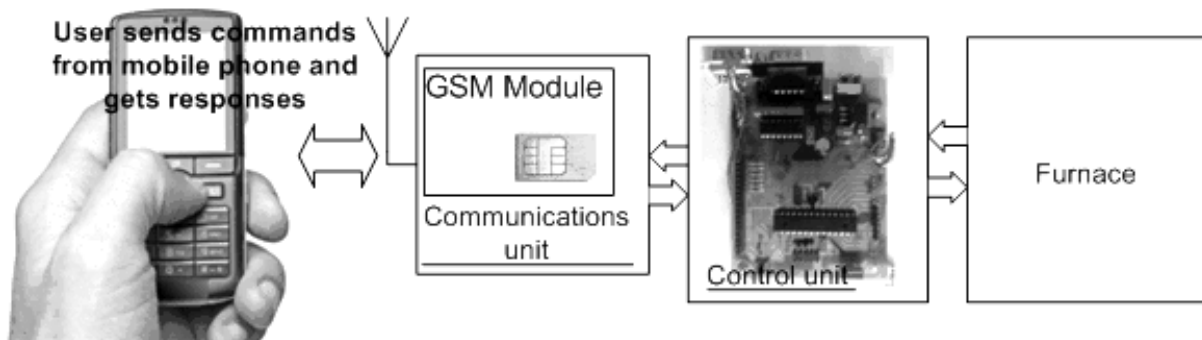 User sends commands
from mobile phone and
gets responses
GSM Module
Communications
unit
Control unit
Furnace